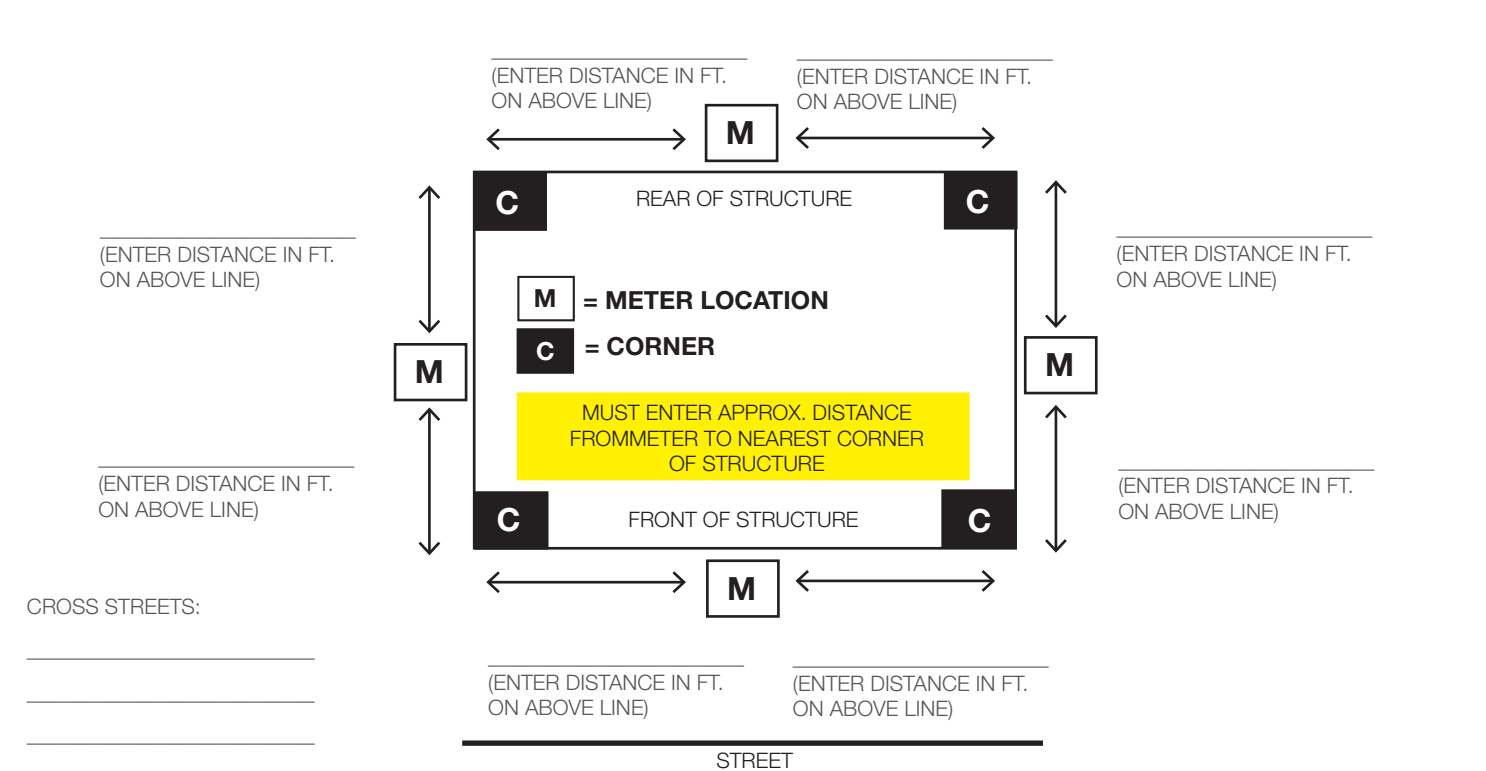 (ENTER DISTANCE IN FT.
ON ABOVE LINE)
(ENTER DISTANCE IN FT.
ON ABOVE LINE)
M
C
REAR OF STRUCTURE
C
(ENTER DISTANCE IN FT.
ON ABOVE LINE)
(ENTER DISTANCE IN FT.
ON ABOVE LINE)
M = METER LOCATION
C = CORNER
M
M
MUST ENTER APPROX. DISTANCE
FROMMETER TO NEAREST CORNER
OF STRUCTURE
(ENTER DISTANCE IN FT.
ON ABOVE LINE)
(ENTER DISTANCE IN FT.
ON ABOVE LINE)
C
FRONT OF STRUCTURE
C
M
CROSS STREETS:
(ENTER DISTANCE IN FT.
ON ABOVE LINE)
(ENTER DISTANCE IN FT.
ON ABOVE LINE)
STREET